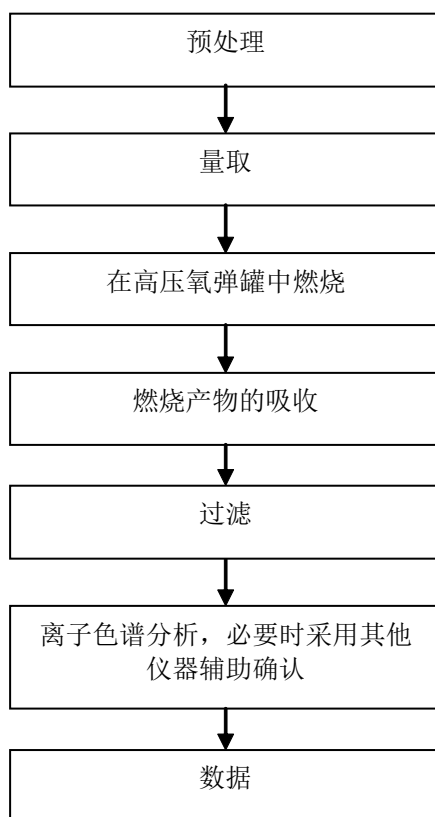 预处理
量取
在高压氧弹罐中燃烧
燃烧产物的吸收
过滤
离子色谱分析，必要时采用其他
仪器辅助确认
数据